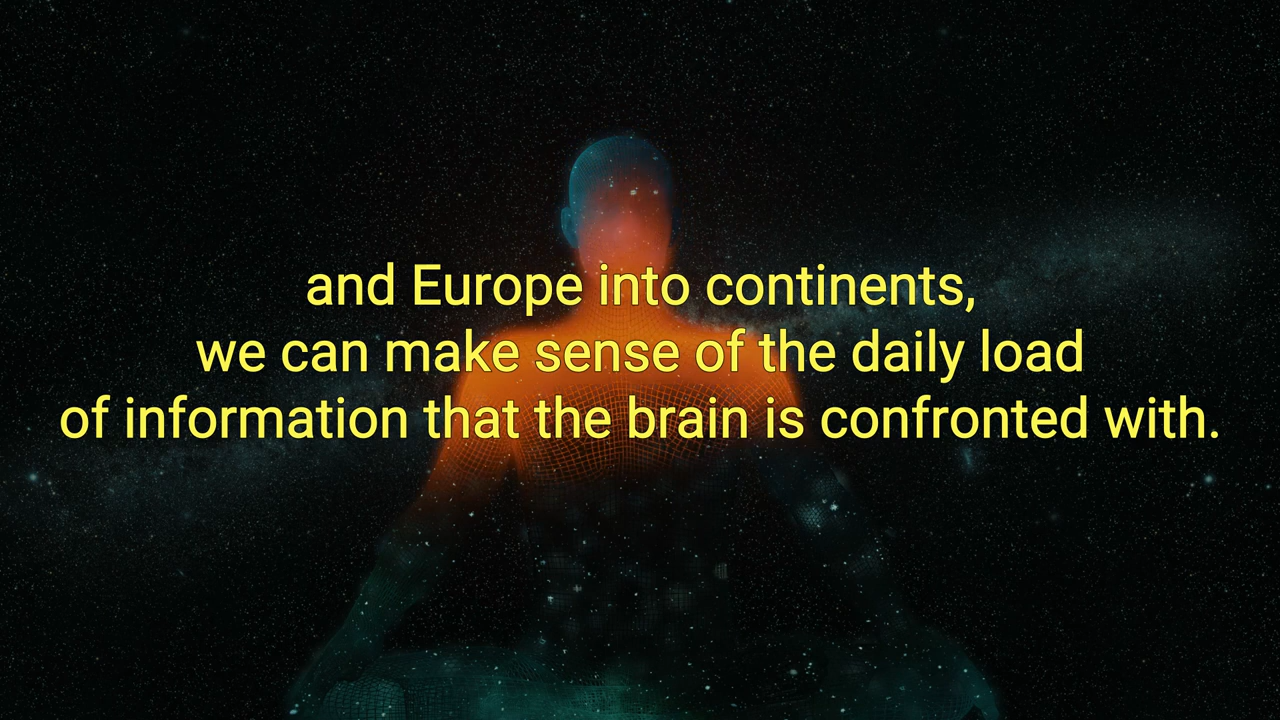 and Europe into continents,
we can make sense of the daily load
of information that the brain is confronted with.